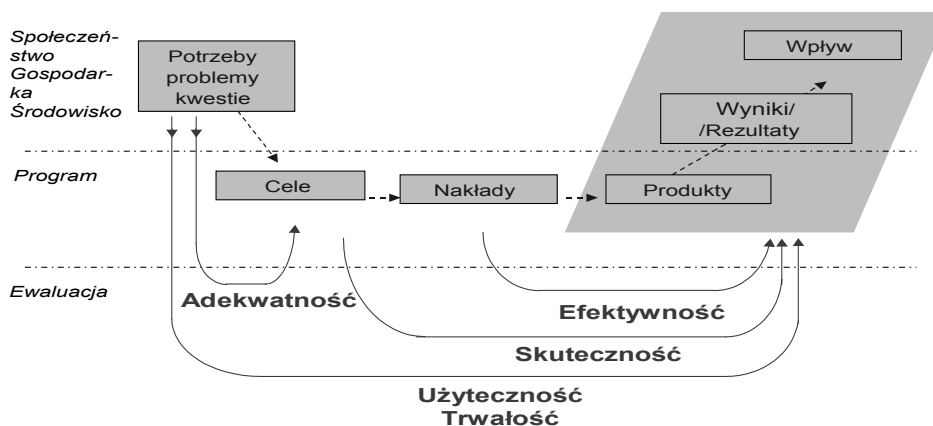 Społeczeń-
stwo
Gospodar-
ka
Środowisko
Potrzeby
problemy
kwestie
Wpływ
Wyniki/
/Rezultaty
Program
Cele
Nakłady
Produkty
Ewaluacja
Adekwatność
Efektywność
Skuteczność
Użyteczność
Trwałość